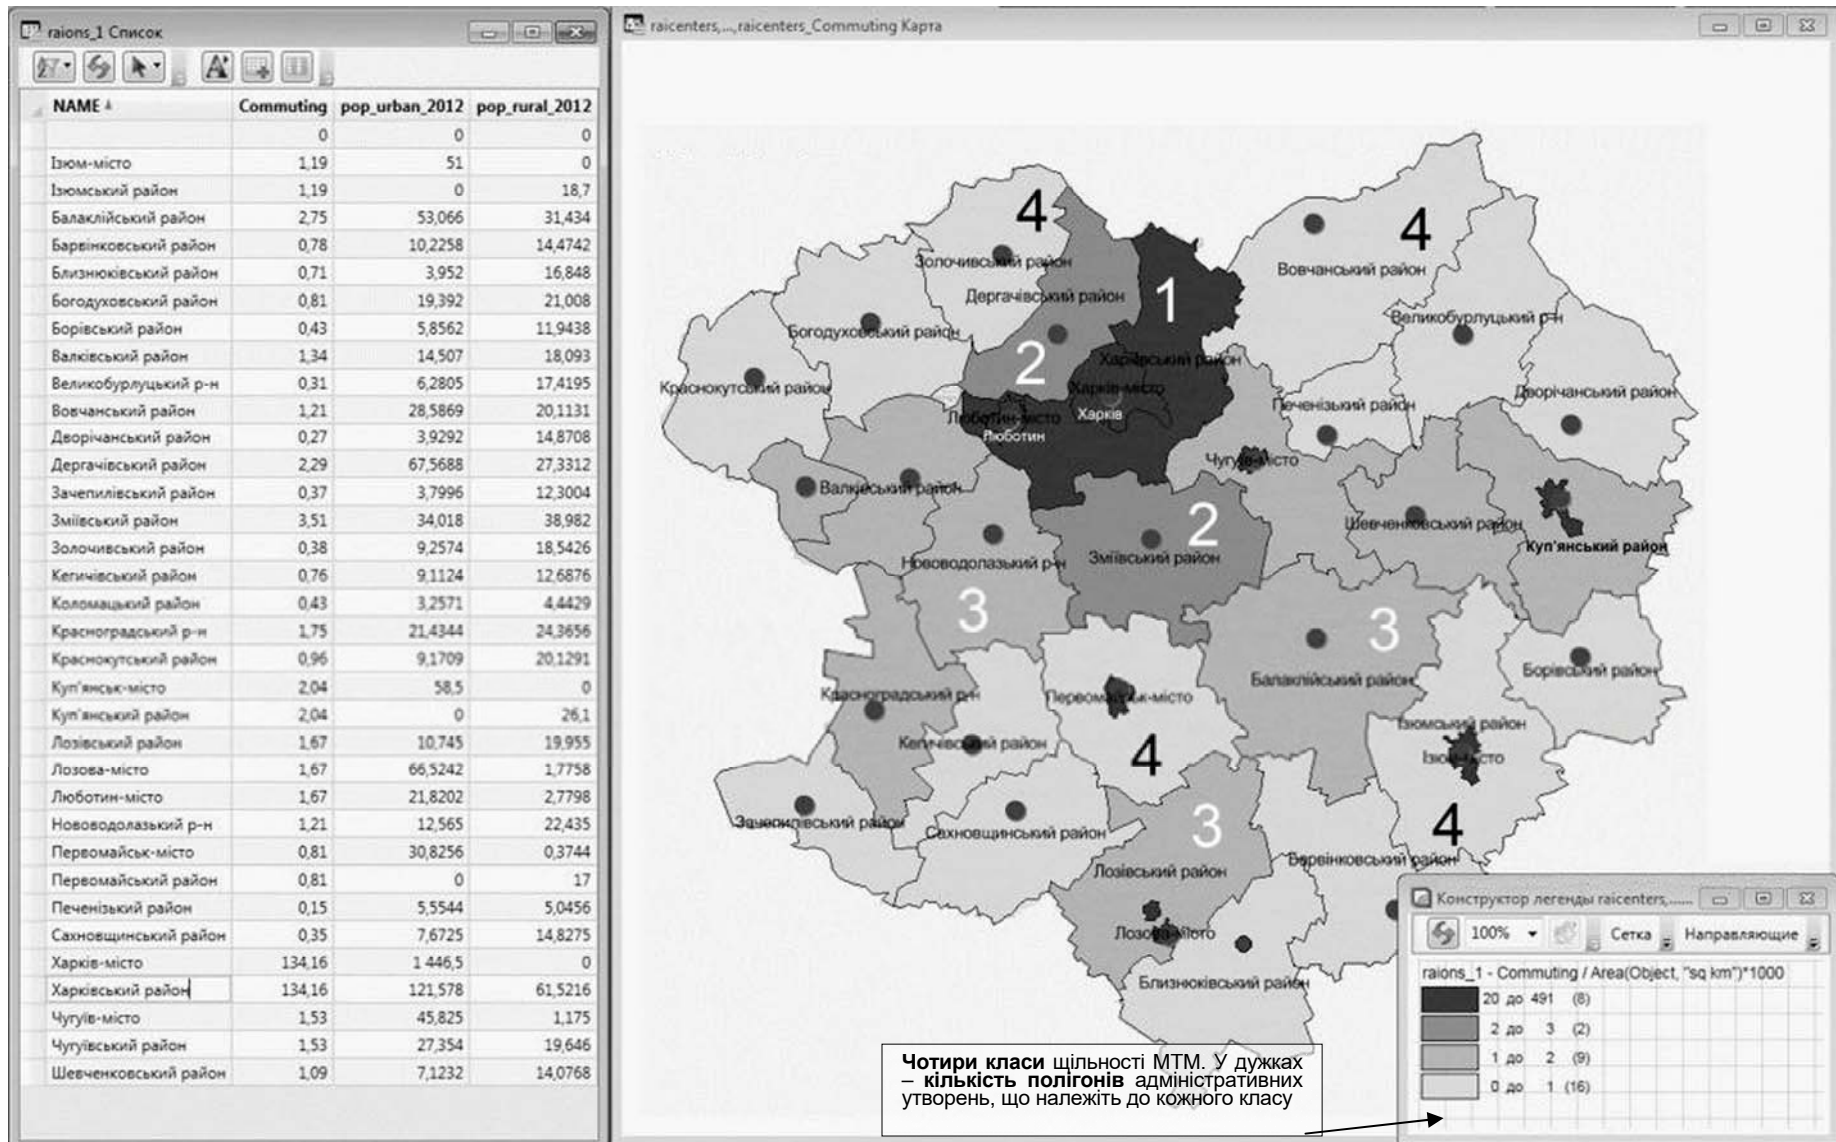 raions_1 Список
NAME Commuting pop_urban_2012 pop_rural_2012
0 0 0
Ізюм-місто 1,19 51 0
Ізюмський район 1,19 0 18,7
Балаклійський район 2,75 53,066 31,434
Барвінковський район 0,78 10,2258 14,4742
Близнюківський район 0,71 3,952 16,848
Богодуховський район 0,81 19,392 21,008
Борівський район 0,43 5,8562 11,9438
Валківський район 1,34 14,507 18,093
Великобурлуцький р-н 0,31 6,2805 17,4195
Вовчанський район 1,21 28,5869 20,1131
Дворічанський район 0,27 3,9292 14,8708
Дергачівський район 2,29 67,5688 27,3312
Зачепилівський район 0,37 3,7996 12,3004
Зміївський район 3,51 34,018 38,982
Золочивський район 0,38 9,2574 18,5426
Кегичівський район 0,76 9,1124 12,6876
Коломацький район 0,43 3,2571 4,4429
Красноградський р-н 1,75 21,4344 24,3656
Краснокутський район 0,96 9,1709 20,1291
Куп'янськ-місто 2,04 58,5 0
Куп'янський район 2,04 0 26,1
Лозівський район 1,67 10,745 19,955
Лозова-місто 1,67 66,5242 1,7758
Люботин-місто 1,67 21,8202 2,7798
Нововодолазький р-н 1,21 12,565 22,435
Первомайськ-місто 0,81 30,8256 0,3744
Первомайський район 0,81 0 17
Печенізький район 0,15 5,5544 5,0456
Сахновщинський район 0,35 7,6725 14,8275
Харків-місто 134,16 1 446,5 0
Харківський район 134,16 121,578 61,5216
Чугуїв-місто 1,53 45,825 1,175
Чугуївський район 1,53 27,354 19,646
Шевченковський район 1,09 7,1232 14,0768
raicenters,...,raicenters_Commuting Карта
4
4
Золочивський район
Вовчанський район
Дергачівський район
1
Великобурлуцький р-н
Богодуховський район
2
Харківський район
Краснокутський район
Харків-місто
Дворічанський район
Печенізький район
Люботин-місто
Харків
Люботин
Чугуїв-місто
Валківський район
2
Шевченковський район
Куп'янський район
Зміївський район
Нововодолазький р-н
3
3
Борівський район
Балаклійський район
Красноградський р-н
Первомайськ-місто
Ізюмський район
Кегичівський район
4
Ізюм-місто
Зачепилівський район
Сахновщинський район
3
4
Барвінковський район
Лозівський район
Лозова-місто
Близнюківський район
Конструктор легенды raicenters,......
100% Сетка Направляющие
raions_1 - Commuting / Area(Object, "sq km")*1000
20 до 491 (8)
2 до 3 (2)
1 до 2 (9)
0 до 1 (16)
Чотири класи щільності МТМ. У дужках
– кількість полігонів адміністративних
утворень, що належіть до кожного класу